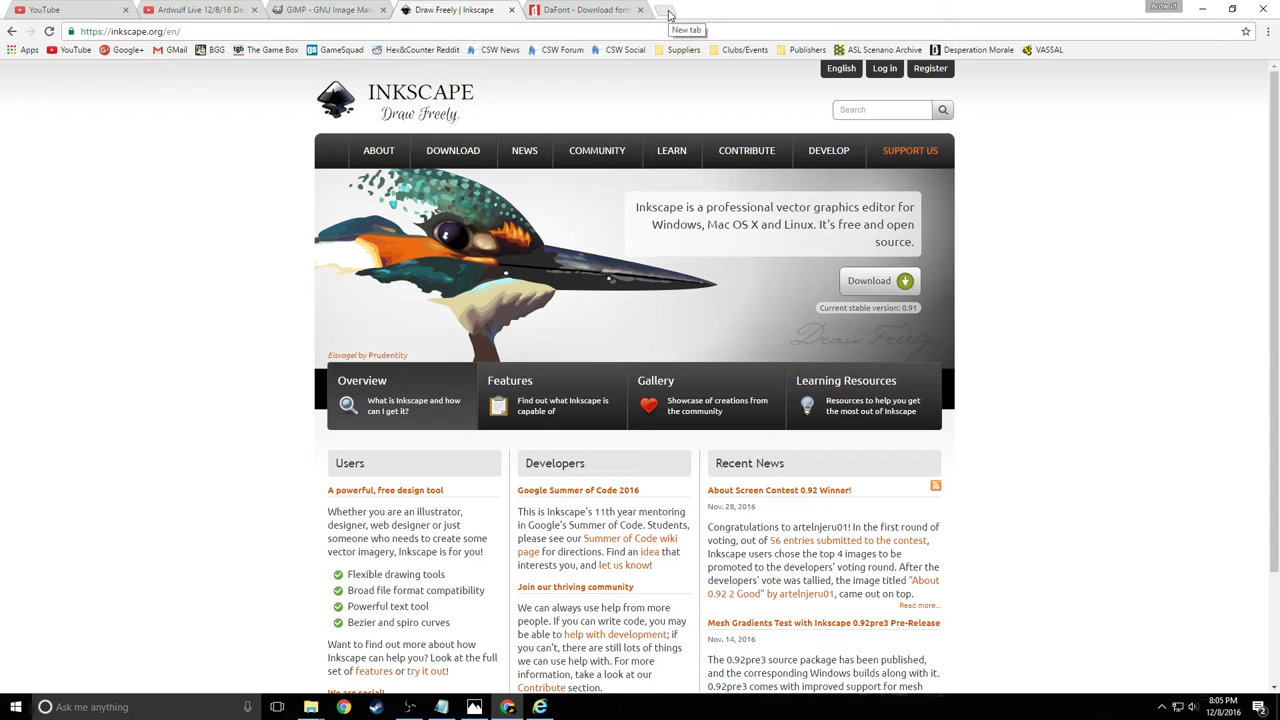 YouTube
Ardwulf Live 12/8/16 De
GIMP - GNU Image Man
Draw Freely | Inkscape
DaFont - Download fonts
Ardwulf
https://inkscape.org/en/
New tab
Apps
YouTube
Google+
GMail
BGG
The Game Box
GameSquad
Hex&Counter Reddit
CSW News
CSW Forum
CSW Social
Suppliers
Clubs/Events
Publishers
ASL Scenario Archive
Desperation Morale
VASSAL
English
Log in
Register
INKSCAPE
Draw Freely.
Search
ABOUT
DOWNLOAD
NEWS
COMMUNITY
LEARN
CONTRIBUTE
DEVELOP
SUPPORT US
Inkscape is a professional vector graphics editor for
Windows, Mac OS X and Linux. It's free and open
source.
Download
Current stable version: 0.91
Draw Freely
Eisvogel by Prudentity
Overview
What is Inkscape and how
can I get it?
Features
Find out what Inkscape is
capable of
Gallery
Showcase of creations from
the community
Learning Resources
Resources to help you get
the most out of Inkscape
Users
A powerful, free design tool
Whether you are an illustrator,
designer, web designer or just
someone who needs to create some
vector imagery, Inkscape is for you!
Flexible drawing tools
Broad file format compatibility
Powerful text tool
Bezier and spiro curves
Want to find out more about how
Inkscape can help you? Look at the full
set of features or try it out!
We are social!
Developers
Google Summer of Code 2016
This is Inkscape's 11th year mentoring
in Google's Summer of Code. Students,
please see our Summer of Code wiki
page for directions. Find an idea that
interests you, and let us know!
Join our thriving community
We can always use help from more
people. If you can write code, you may
be able to help with development; if
you can't, there are still lots of things
we can use help with. For more
information, take a look at our
Contribute section.
Recent News
About Screen Contest 0.92 Winner!
Nov. 28, 2016
Congratulations to artelnjeru01! In the first round of
voting, out of 56 entries submitted to the contest,
Inkscape users chose the top 4 images to be
promoted to the developers' voting round. After the
developers' vote was tallied, the image titled "About
0.92 2 Good" by artelnjeru01, came out on top.
Read more...
Mesh Gradients Test with Inkscape 0.92pre3 Pre-Release
Nov. 14, 2016
The 0.92pre3 source package has been published,
and the corresponding Windows builds along with it.
0.92pre3 comes with improved support for mesh
Ask me anything
8:05 PM
12/8/2016